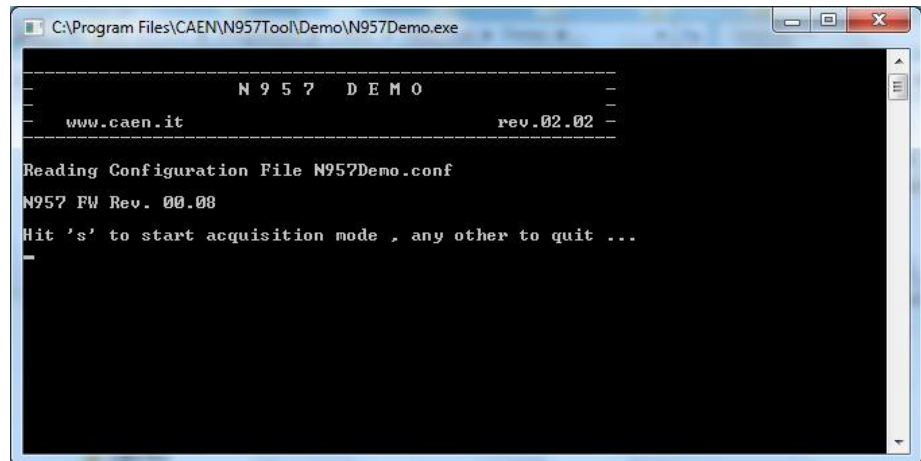 C:\Program Files\CAEN\N957Tool\Demo\N957Demo.exe
N 9 5 7 D E M O
www.caen.it rev.02.02
Reading Configuration File N957Demo.conf
N957 FW Rev. 00.08
Hit 's' to start acquisition mode , any other to quit ...